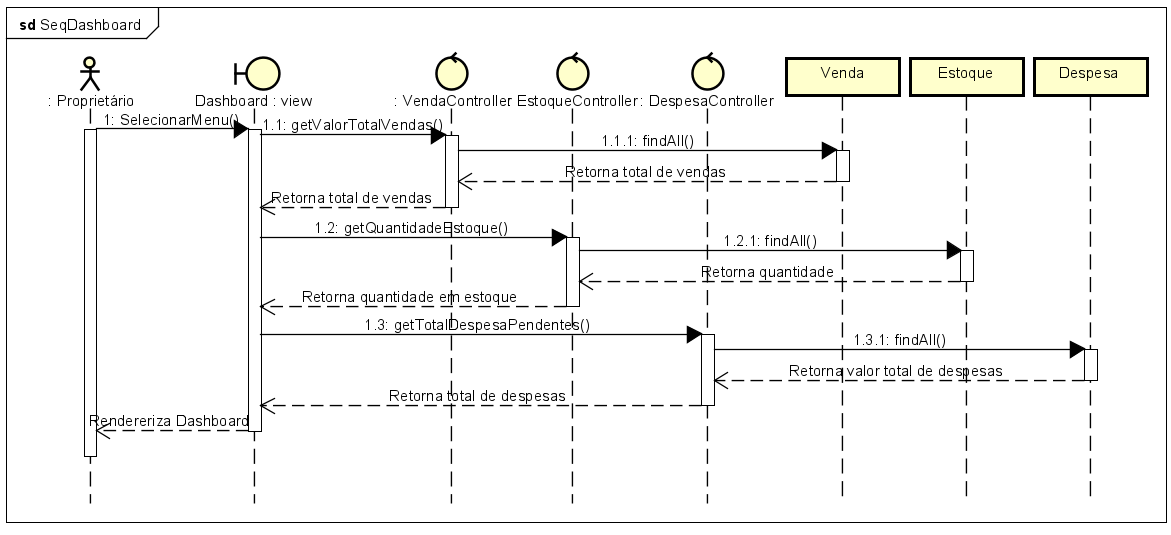 sd SeqDashboard
: Proprietário
Dashboard : view
: VendaController
EstoqueController
: DespesaController
Venda
Estoque
Despesa
1: SelecionarMenu()
1.1: getValorTotalVendas()
1.1.1: findAll()
Retorna total de vendas
Retorna total de vendas
1.2: getQuantidadeEstoque()
1.2.1: findAll()
Retorna quantidade
Retorna quantidade em estoque
1.3: getTotalDespesaPendentes()
1.3.1: findAll()
Retorna valor total de despesas
Retorna total de despesas
Rendereriza Dashboard